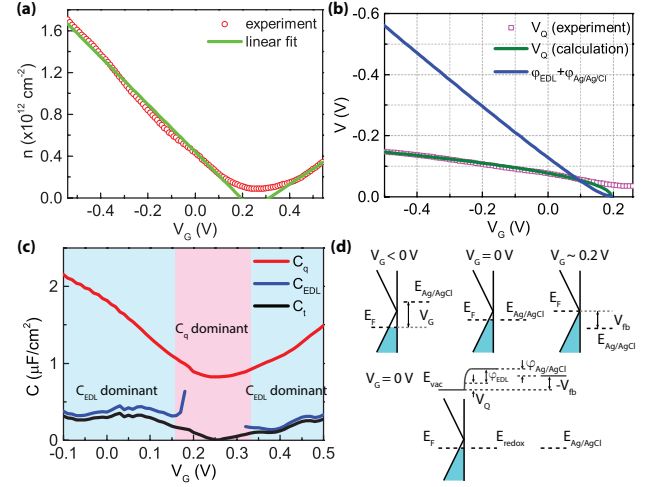 (a)
experiment
linear fit
n (x10¹² cm⁻²)
1.6
1.2
0.8
0.4
0.0
-0.4
-0.2
0.0
0.2
0.4
V_G (V)
(b)
V_Q (experiment)
V_Q (calculation)
φ_EDL+φ_Ag/Ag/Cl
V (V)
-0.6
-0.4
-0.2
0.0
-0.4
-0.2
0.0
0.2
V_G (V)
(c)
C_q
C_EDL
C_t
C_q dominant
C_EDL dominant
C_EDL dominant
C (μF/cm²)
2
1
0
-0.1
0.0
0.1
0.2
0.3
0.4
0.5
V_G (V)
(d)
V_G<0 V
V_G=0 V
V_G~0.2 V
E_F
E_Ag/AgCl
V_G
E_F
E_Ag/AgCl
E_F
V_fb
E_Ag/AgCl
V_G=0 V
E_vac
φ_EDL
φ_Ag/AgCl
V_Q
-V_fb
E_F
E_redox
E_Ag/AgCl